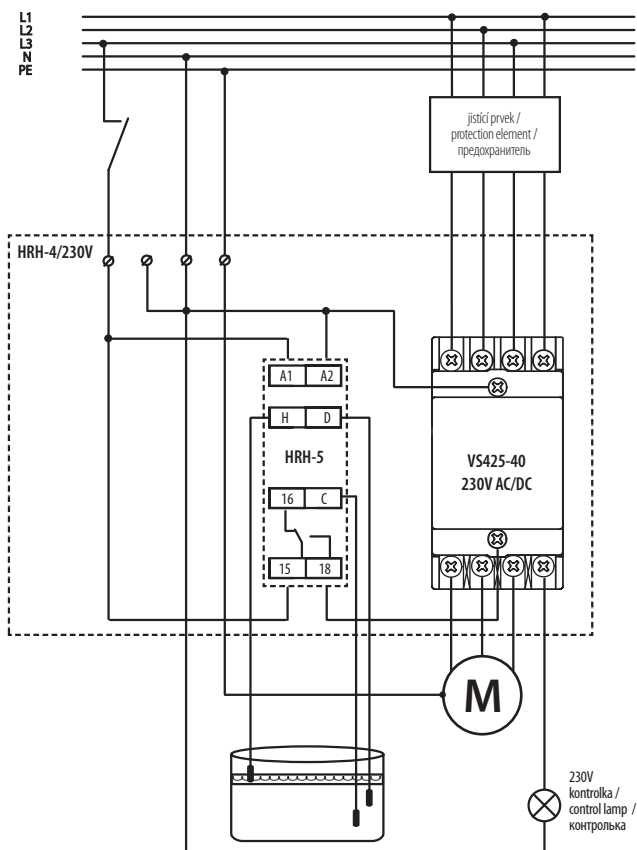 L1
L2
L3
N
PE
jistící prvek /
protection element /
предохранитель
HRH-4/230V
A1 A2
H D
HRH-5
16 C
15 18
VS425-40
230V AC/DC
M
230V
kontrolka /
control lamp /
контролька